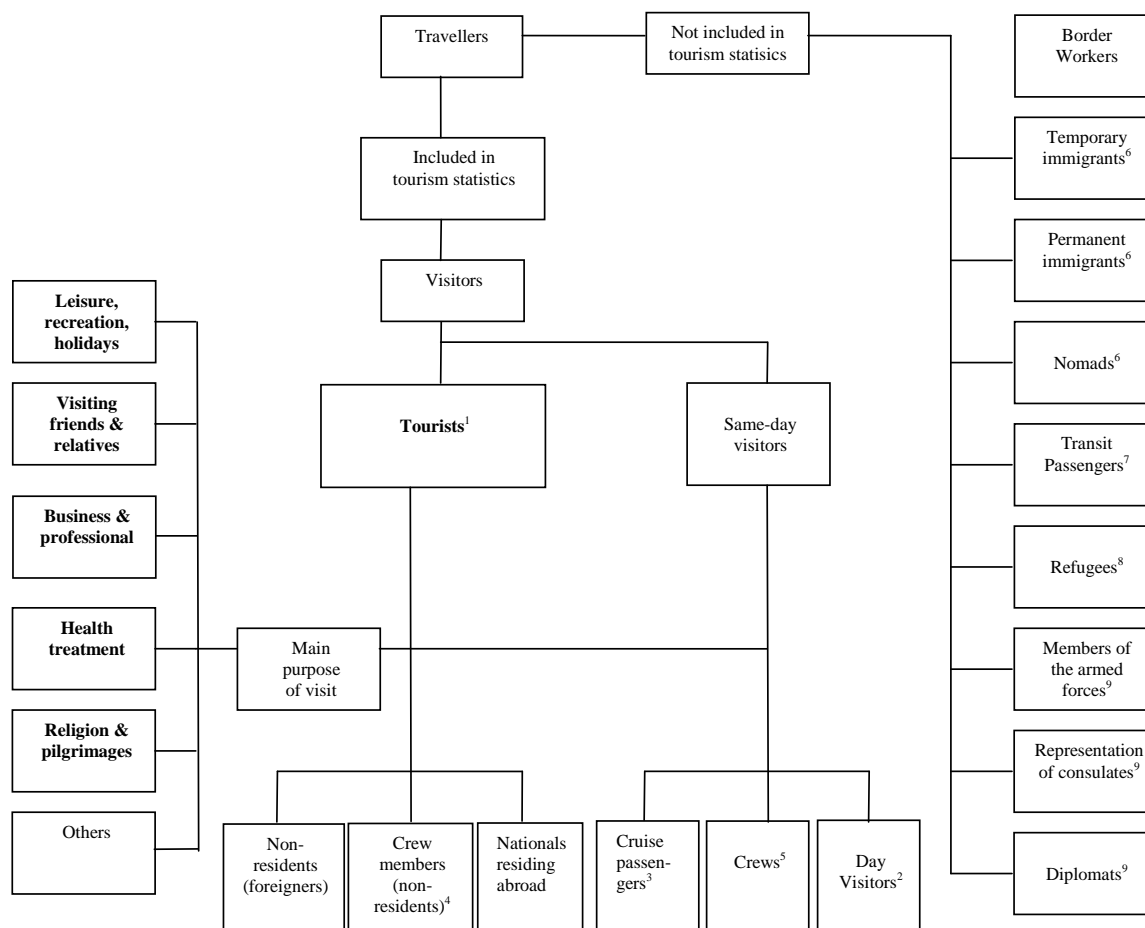 Travellers
Not included in
tourism statisics
Border
Workers
Included in
tourism statistics
Temporary
immigrants6
Permanent
immigrants6
Visitors
Leisure,
recreation,
holidays
Nomads6
Visiting
friends &
relatives
Tourists1
Same-day
visitors
Transit
Passengers7
Business &
professional
Refugees8
Health
treatment
Main
purpose
of visit
Members of
the armed
forces9
Religion &
pilgrimages
Representation
of consulates9
Others
Non-
residents
(foreigners)
Crew
members
(non-
residents)4
Nationals
residing
abroad
Cruise
passen-
gers3
Crews5
Day
Visitors2
Diplomats9